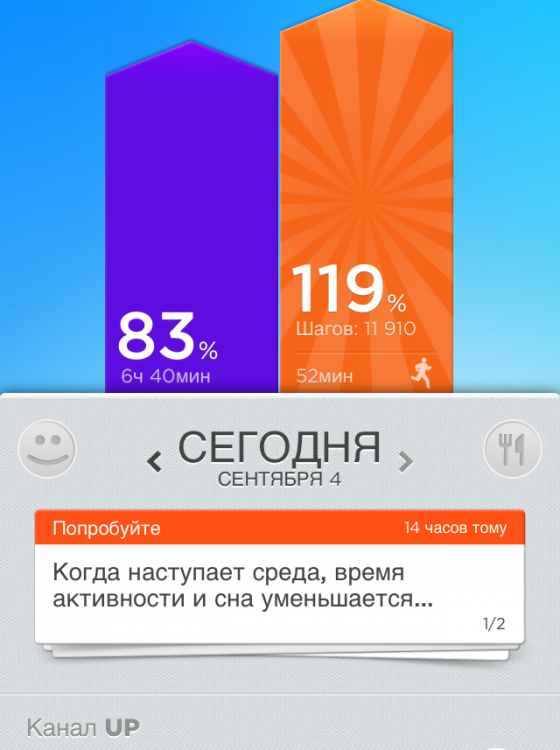 119%
Шагов: 11 910
83%
6ч 40мин
52мин
СЕГОДНЯ
СЕНТЯБРЯ 4
Попробуйте 14 часов тому
Когда наступает среда, время
активности и сна уменьшается...
1/2
Канал UP